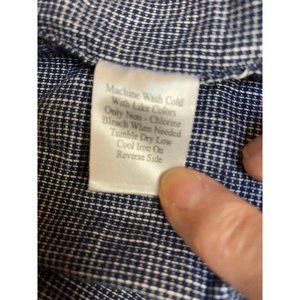 Machine Wash Cold
With Like Colors
Only Non - Chlorine
Bleach When Needed
Tumble Dry Low
Cool Iron On
Reverse Side